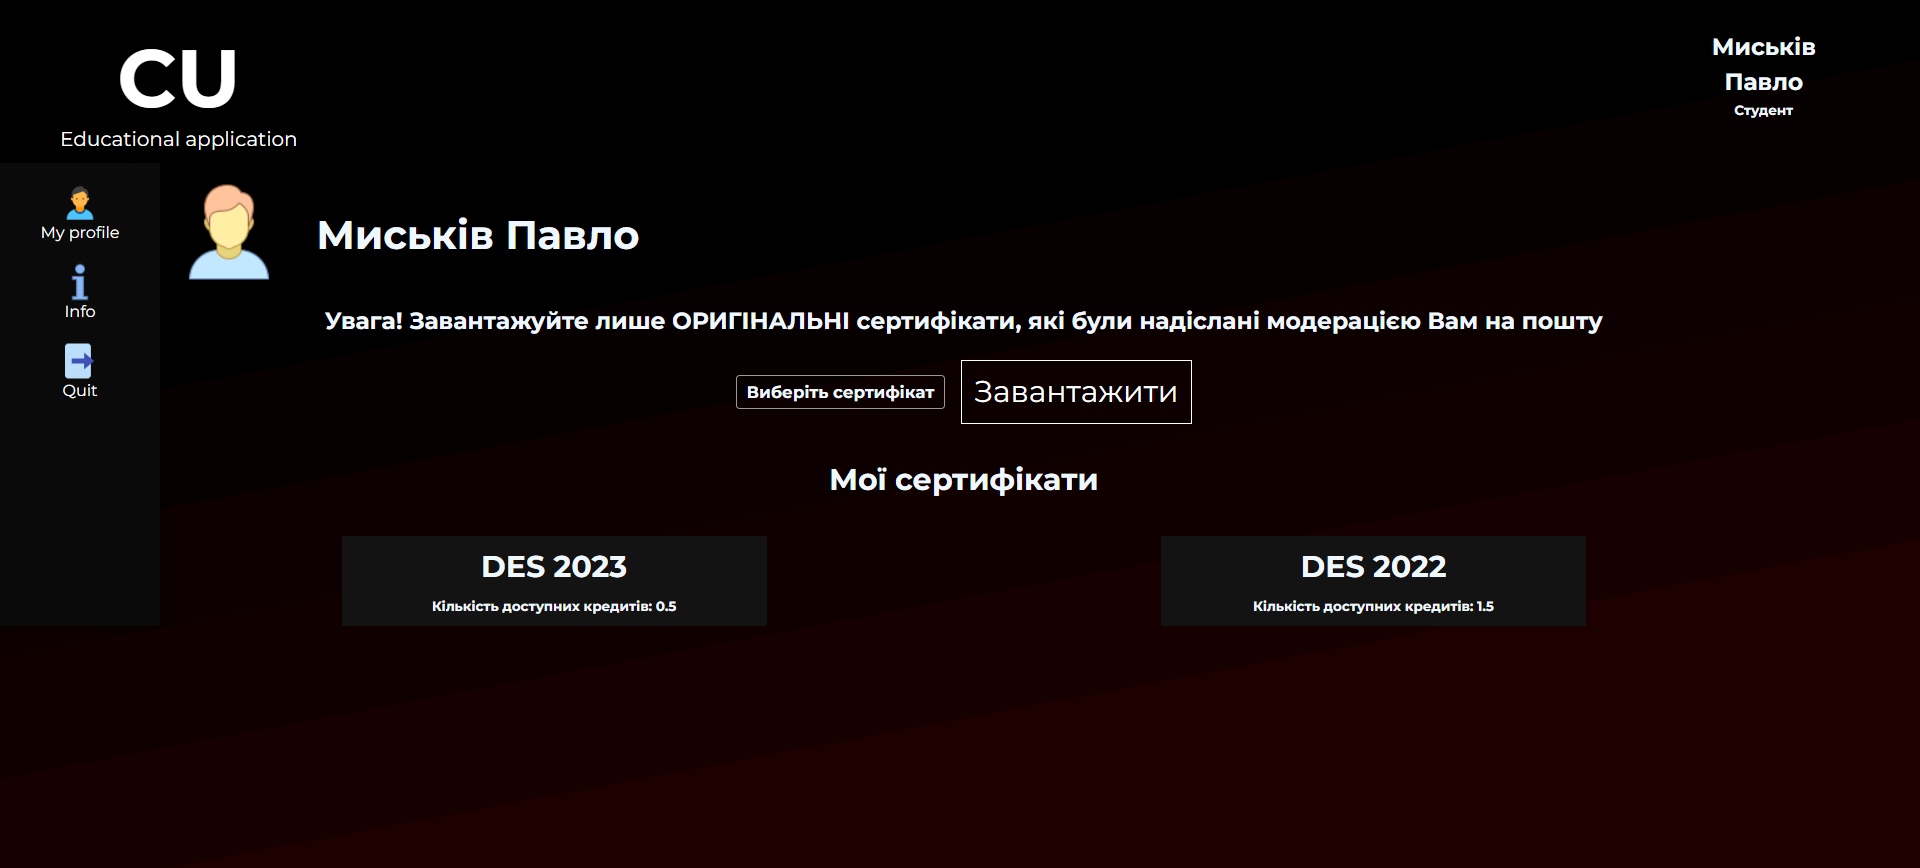 CU
Educational application
Миськів
Павло
Студент
My profile
Info
Quit
Миськів Павло
Увага! Завантажуйте лише ОРИГІНАЛЬНІ сертифікати, які були надіслані модерацією Вам на пошту
Виберіть сертифікат
Завантажити
Мої сертифікати
DES 2023
Кількість доступних кредитів: 0.5
DES 2022
Кількість доступних кредитів: 1.5